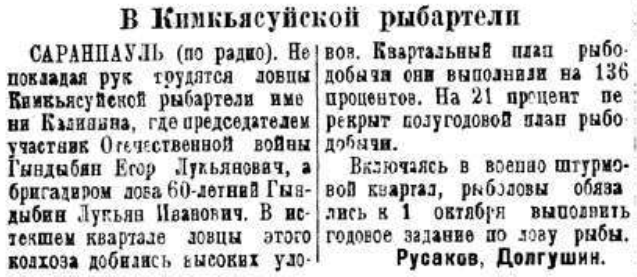 В Кимкьясуйской рыбартели
САРАНПАУЛЬ (по радио). Не
покладая рук трудятся ловцы
Кимкьясуйской рыбартели име
ни Калинина, где председателем
участник Отечественной войны
Гындыбин Егор Лукьянович, а
бригадиром лова 60-летний Гын-
дыбин Лукьян Иванович. В ис-
текшем квартале ловцы этого
колхоза добились высоких уло-
вов. Квартальный план рыбо-
добычи они выполнили на 136
процентов. На 21 процент пе
рекрыт полугодовой план рыбо
добычи.
Включаясь в военно штурмо-
вой квартал, рыболовы обяза
лись к 1 октября выполнить
годовое задание по лову рыбы.
Русаков, Долгушин.